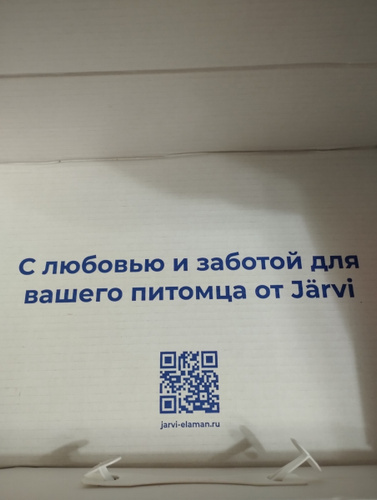 С любовью и заботой для
вашего питомца от Järvi
jarvi-elaman.ru